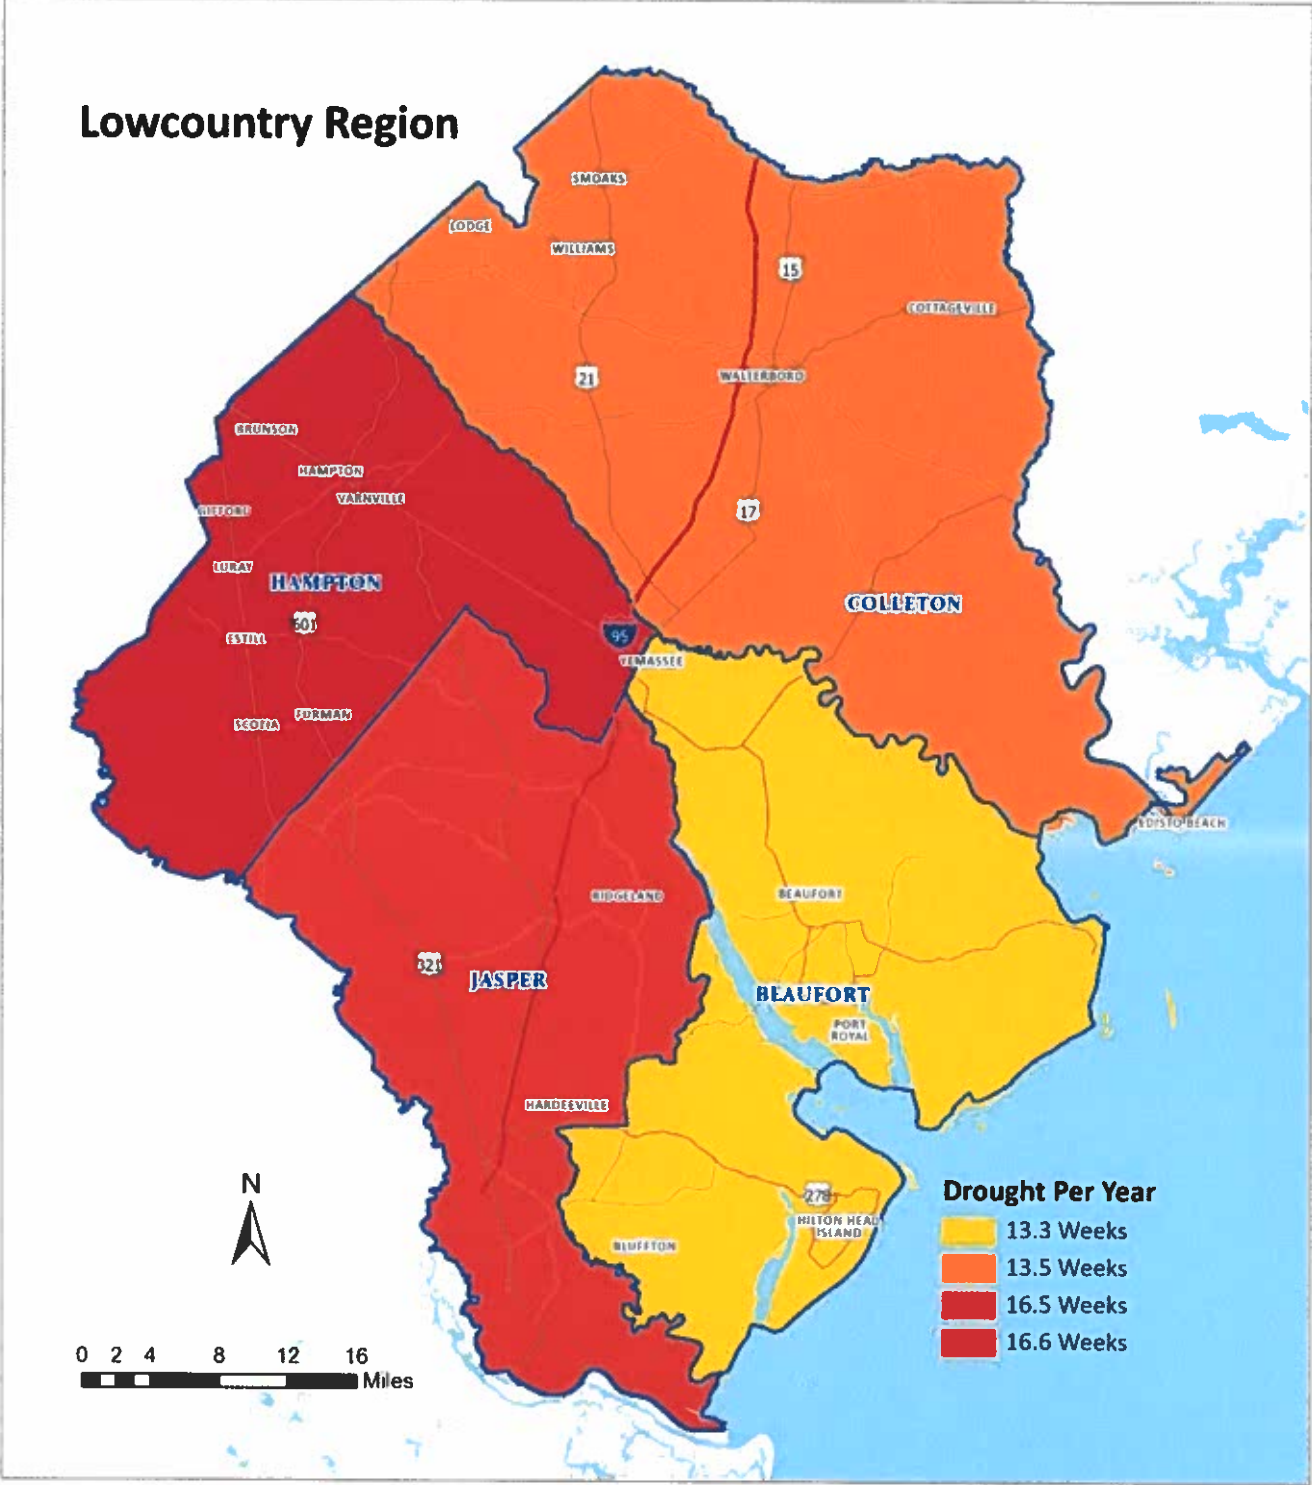 Lowcountry Region
SMOAKS
LODGE
WILLIAMS
15
COTTAGEVILLE
21
WALTERBORO
BRUNSON
HAMPTON
VARNVILLE
GIFFORD
17
LURAY
HAMPTON
COLLETON
601
ESTILL
95
YEMASSEE
FURMAN
SCOTIA
EDISTO BEACH
RIDGELAND
BEAUFORT
321
JASPER
BEAUFORT
PORT
ROYAL
HARDEEVILLE
N
278
HILTON HEAD
ISLAND
BLUFFTON
Drought Per Year
13.3 Weeks
13.5 Weeks
16.5 Weeks
16.6 Weeks
0 2 4 8 12 16
Miles